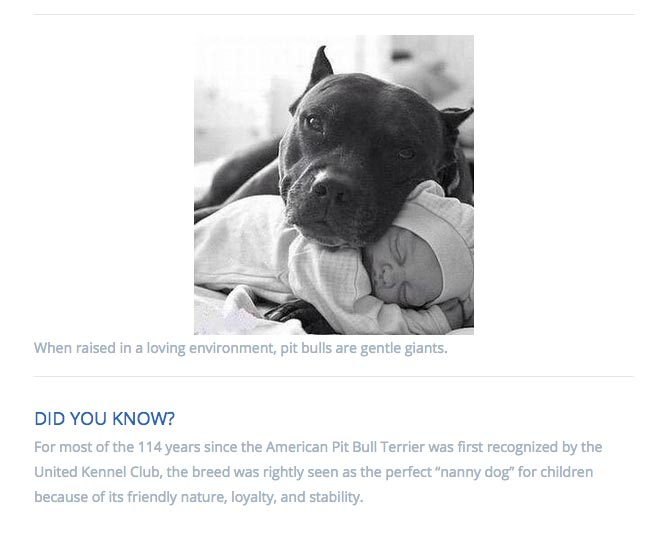 When raised in a loving environment, pit bulls are gentle giants.
DID YOU KNOW?
For most of the 114 years since the American Pit Bull Terrier was first recognized by the
United Kennel Club, the breed was rightly seen as the perfect “nanny dog” for children
because of its friendly nature, loyalty, and stability.